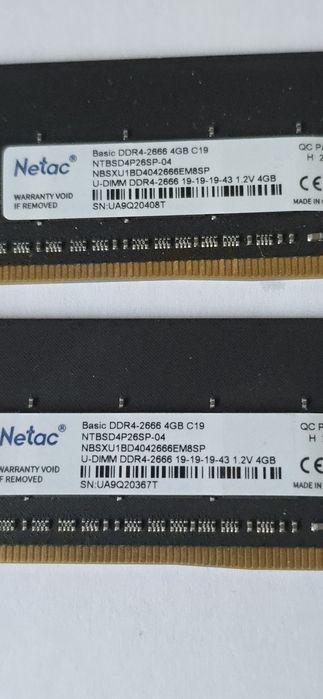 Netac
Basic DDR4-2666 4GB C19
NTBSD4P26SP-04
NBSXU1BD4042666EM8SP
U-DIMM DDR4-2666 19-19-19-43 1.2V 4GB
WARRANTY VOID
IF REMOVED
SN:UA9Q20408T
QC
H 2
CE
MADE IN
Netac
Basic DDR4-2666 4GB C19
NTBSD4P26SP-04
NBSXU1BD4042666EM8SP
U-DIMM DDR4-2666 19-19-19-43 1.2V 4GB
WARRANTY VOID
IF REMOVED
SN:UA9Q20367T
QC
H
CE
MADE IN